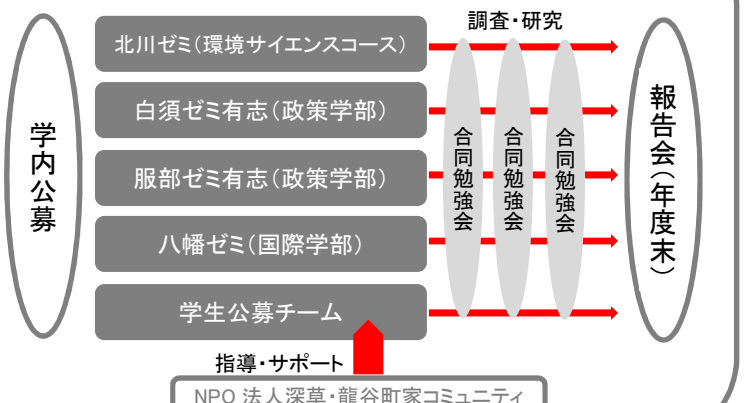 調査・研究
学内公募
北川ゼミ（環境サイエンスコース）
白須ゼミ有志（政策学部）
服部ゼミ有志（政策学部）
八幡ゼミ（国際学部）
学生公募チーム
合同勉強会
合同勉強会
合同勉強会
報告会（年度末）
指導・サポート
NPO 法人深草・龍谷町家コミュニティ